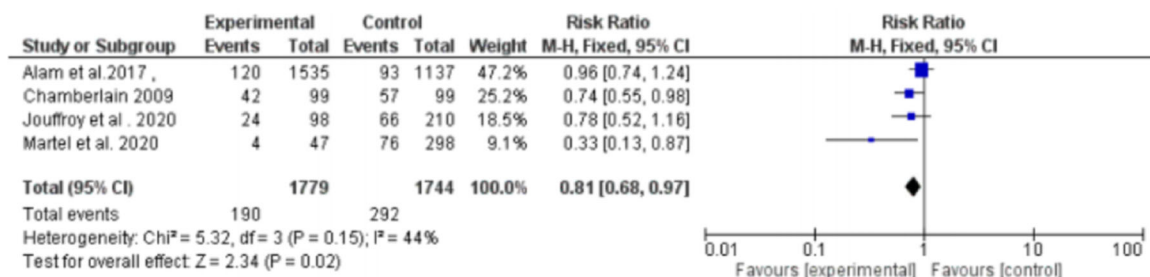 Experimental Control Risk Ratio Risk Ratio
Study or Subgroup Events Total Events Total Weight M-H, Fixed, 95% CI M-H, Fixed, 95% CI
Alam et al.2017 , 120 1535 93 1137 47.2% 0.96 [0.74, 1.24]
Chamberlain 2009 42 99 57 99 25.2% 0.74 [0.55, 0.98]
Jouffroy et al . 2020 24 98 66 210 18.5% 0.78 [0.52, 1.16]
Martel et al. 2020 4 47 76 298 9.1% 0.33 [0.13, 0.87]
Total (95% CI) 1779 1744 100.0% 0.81 [0.68, 0.97]
Total events 190 292
Heterogeneity: Chi² = 5.32, df = 3 (P = 0.15); I² = 44%
Test for overall effect: Z = 2.34 (P = 0.02)
0.01 0.1 1 10 100
Favours [experimental] Favours [control]